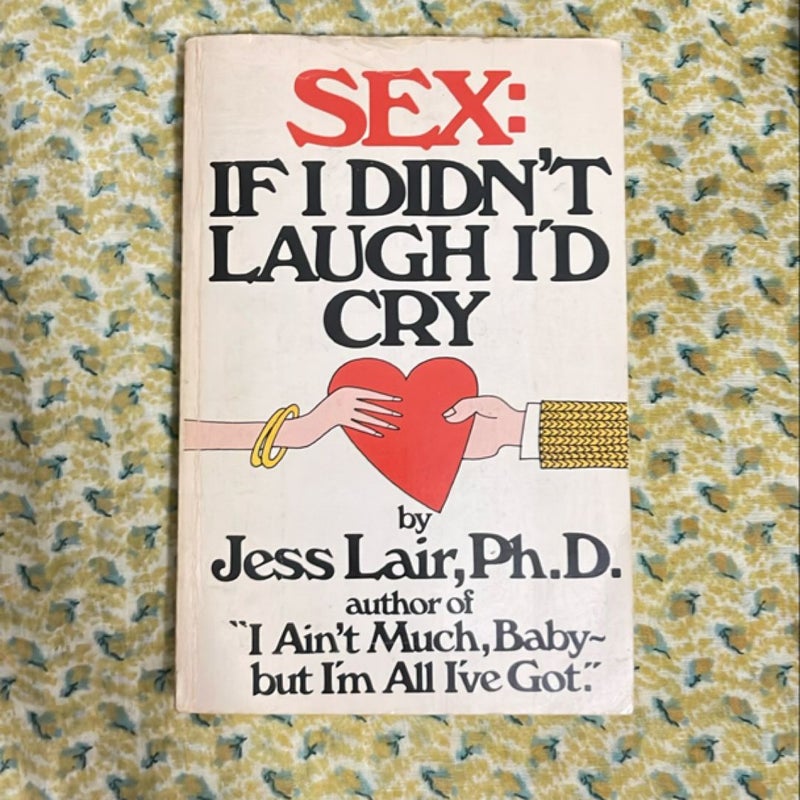 SEX:
IF I DIDN'T
LAUGH I'D
CRY
by
Jess Lair, Ph.D.
author of
"I Ain't Much, Baby~
but I'm All I've Got."